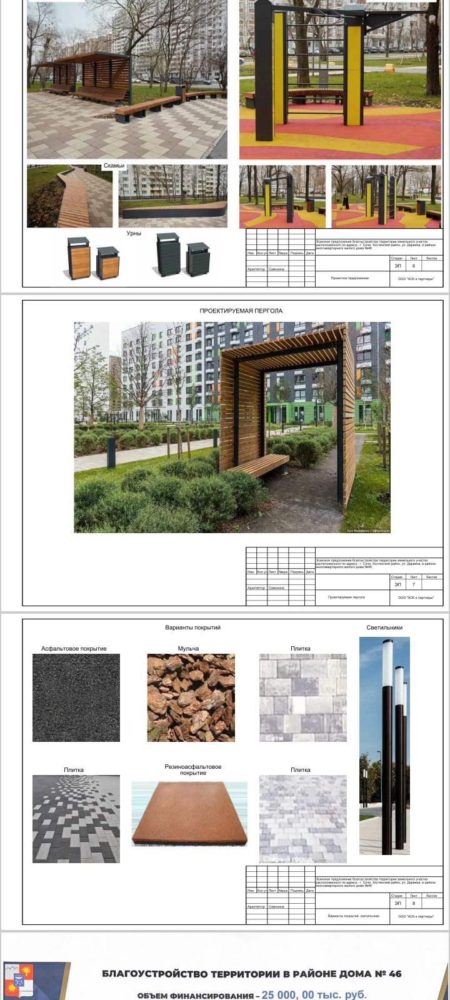 Скамьи
Урны
Эскизное предложение благоустройства территории земельного участка
расположенного по адресу - г. Сочи, Хостинский район, ул. Дарвина, в районе
многоквартирного жилого дома №46
Изм. Кол.уч Лист №док. Подпись Дата
Стадия Лист Листов
ЭП 6
Архитектор Самохина
Проектное предложение
ООО "АСК и партнеры"
ПРОЕКТИРУЕМАЯ ПЕРГОЛА
Эскизное предложение благоустройства территории земельного участка
расположенного по адресу - г. Сочи, Хостинский район, ул. Дарвина, в районе
многоквартирного жилого дома №46
Изм. Кол.уч Лист №док. Подпись Дата
Стадия Лист Листов
ЭП 7
Архитектор Самохина
Проектируемая пергола
ООО "АСК и партнеры"
Варианты покрытий
Светильники
Асфальтовое покрытие
Мульча
Плитка
Сити
Плитка
Резиноасфальтовое
покрытие
Плитка
Старый город
Эскизное предложение благоустройства территории земельного участка
расположенного по адресу - г. Сочи, Хостинский район, ул. Дарвина, в районе
многоквартирного жилого дома №46
Изм. Кол.уч Лист №док. Подпись Дата
Стадия Лист Листов
ЭП 8
Архитектор Самохина
Варианты покрытий, светильники
ООО "АСК и партнеры"
БЛАГОУСТРОЙСТВО ТЕРРИТОРИИ В РАЙОНЕ ДОМА № 46
ОБЪЕМ ФИНАНСИРОВАНИЯ – 25 000, 00 тыс. руб.